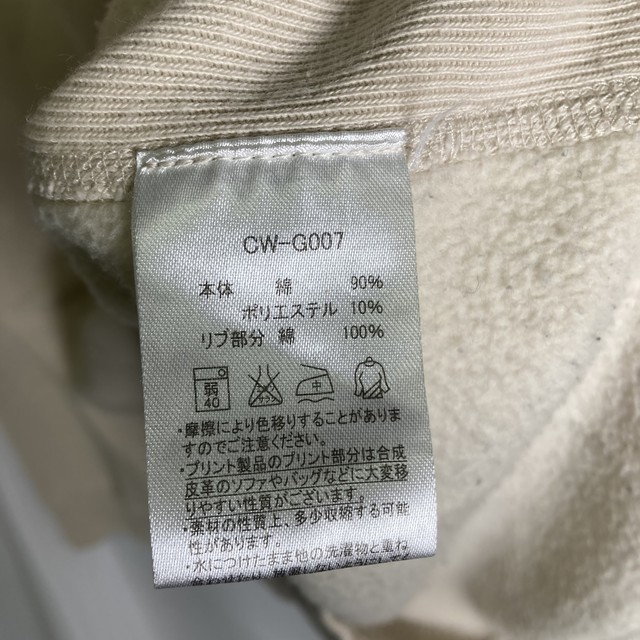 CW-G007
本体 綿 90%
ポリエステル 10%
リブ部分 綿 100%
弱
40
中
・摩擦により色移りすることがありま
すのでご注意ください。
・プリント製品のプリント部分は合成
皮革のソファやバッグなどに大変移
りやすい性質がございます。
・素材の性質上、多少収縮する可能
性があります。
・水につけたまま他の洗濯物と重ね